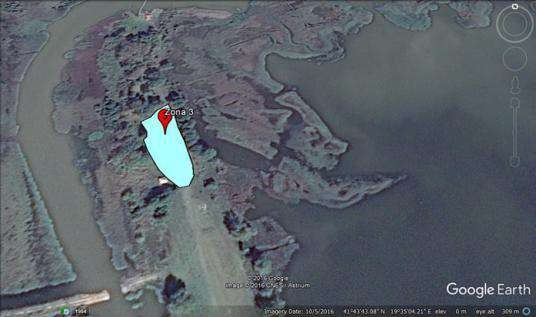 Zona 3
© 2016 Google
Image © 2016 CNES / Astrium
Google Earth
1984
Imagery Date: 10/5/2016 41°43'43.08" N 19°35'04.21" E elev 0 m eye alt 309 m